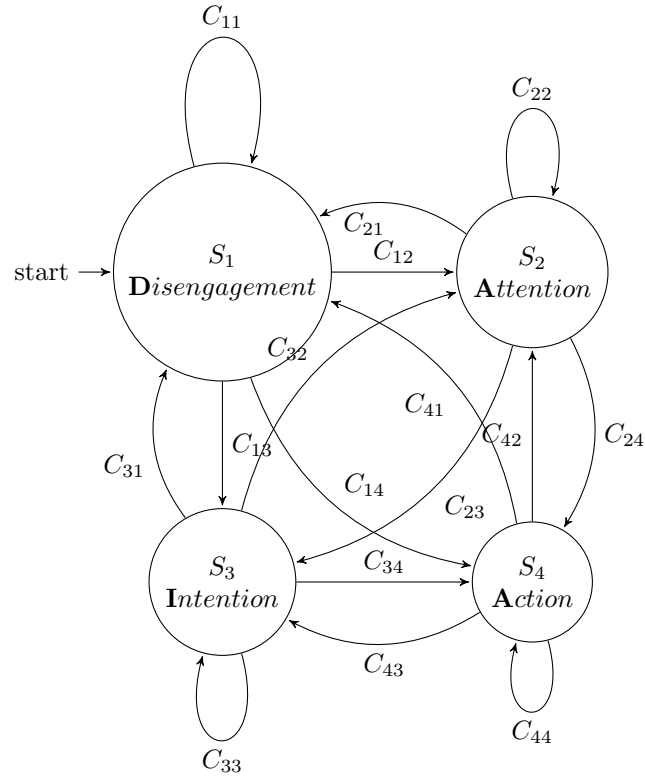 C₁₁
C₂₂
C₂₁
start
S₁
Disengagement
C₁₂
S₂
Attention
C₃₂
C₄₁
C₄₂
C₂₄
C₁₃
C₃₁
C₁₄
C₂₃
S₃
Intention
C₃₄
S₄
Action
C₄₃
C₃₃
C₄₄